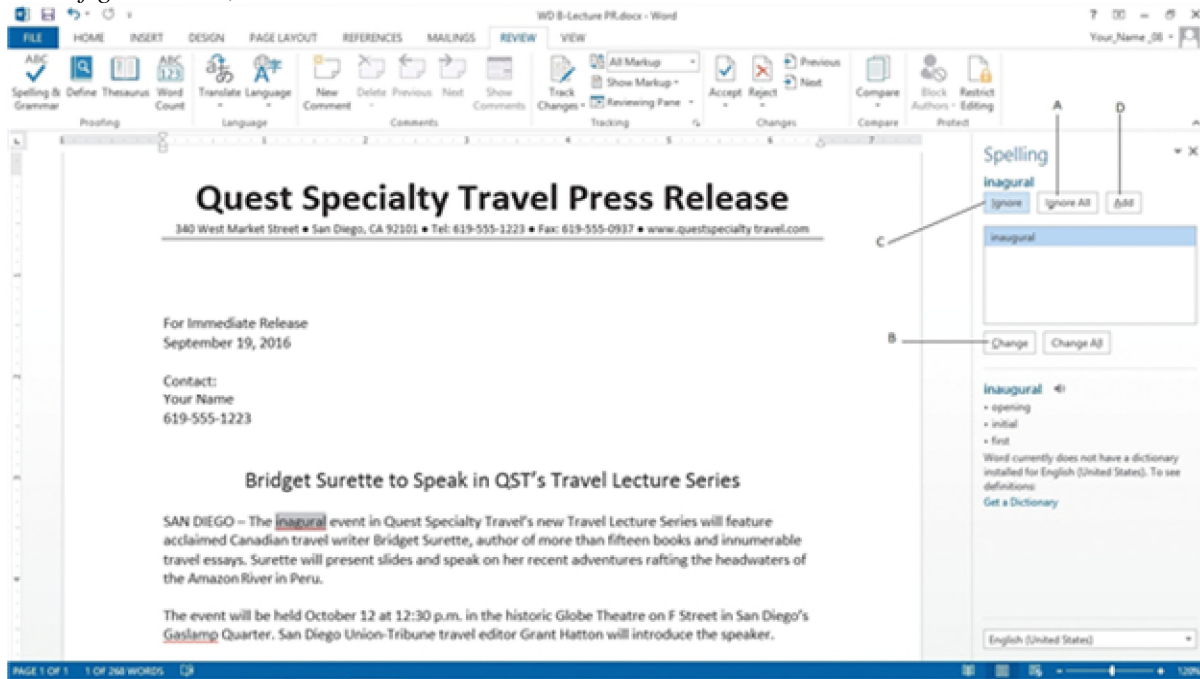 WD B-Lecture PR.docx - Word
FILE HOME INSERT DESIGN PAGE LAYOUT REFERENCES MAILINGS REVIEW VIEW
Your_Name_08
Spelling & Grammar
Define
Thesaurus
Word Count
Proofing
Translate
Language
Language
New Comment
Delete
Previous
Next
Show Comments
Comments
Track Changes
All Markup
Show Markup
Reviewing Pane
Tracking
Accept
Reject
Previous
Next
Changes
Compare
Compare
Block Authors
Restrict Editing
Protect
A
D
Spelling
inagural
Ignore
Ignore All
Add
C
inaugural
B
Change
Change All
inaugural
• opening
• initial
• first
Word currently does not have a dictionary
installed for English (United States). To see
definitions:
Get a Dictionary
English (United States)
Quest Specialty Travel Press Release
340 West Market Street • San Diego, CA 92101 • Tel: 619-555-1223 • Fax: 619-555-0937 • www.questspecialty travel.com
For Immediate Release
September 19, 2016
Contact:
Your Name
619-555-1223
Bridget Surette to Speak in QST's Travel Lecture Series
SAN DIEGO – The inagural event in Quest Specialty Travel's new Travel Lecture Series will feature
acclaimed Canadian travel writer Bridget Surette, author of more than fifteen books and innumerable
travel essays. Surette will present slides and speak on her recent adventures rafting the headwaters of
the Amazon River in Peru.
The event will be held October 12 at 12:30 p.m. in the historic Globe Theatre on F Street in San Diego's
Gaslamp Quarter. San Diego Union-Tribune travel editor Grant Hatton will introduce the speaker.
PAGE 1 OF 1 1 OF 268 WORDS
120%